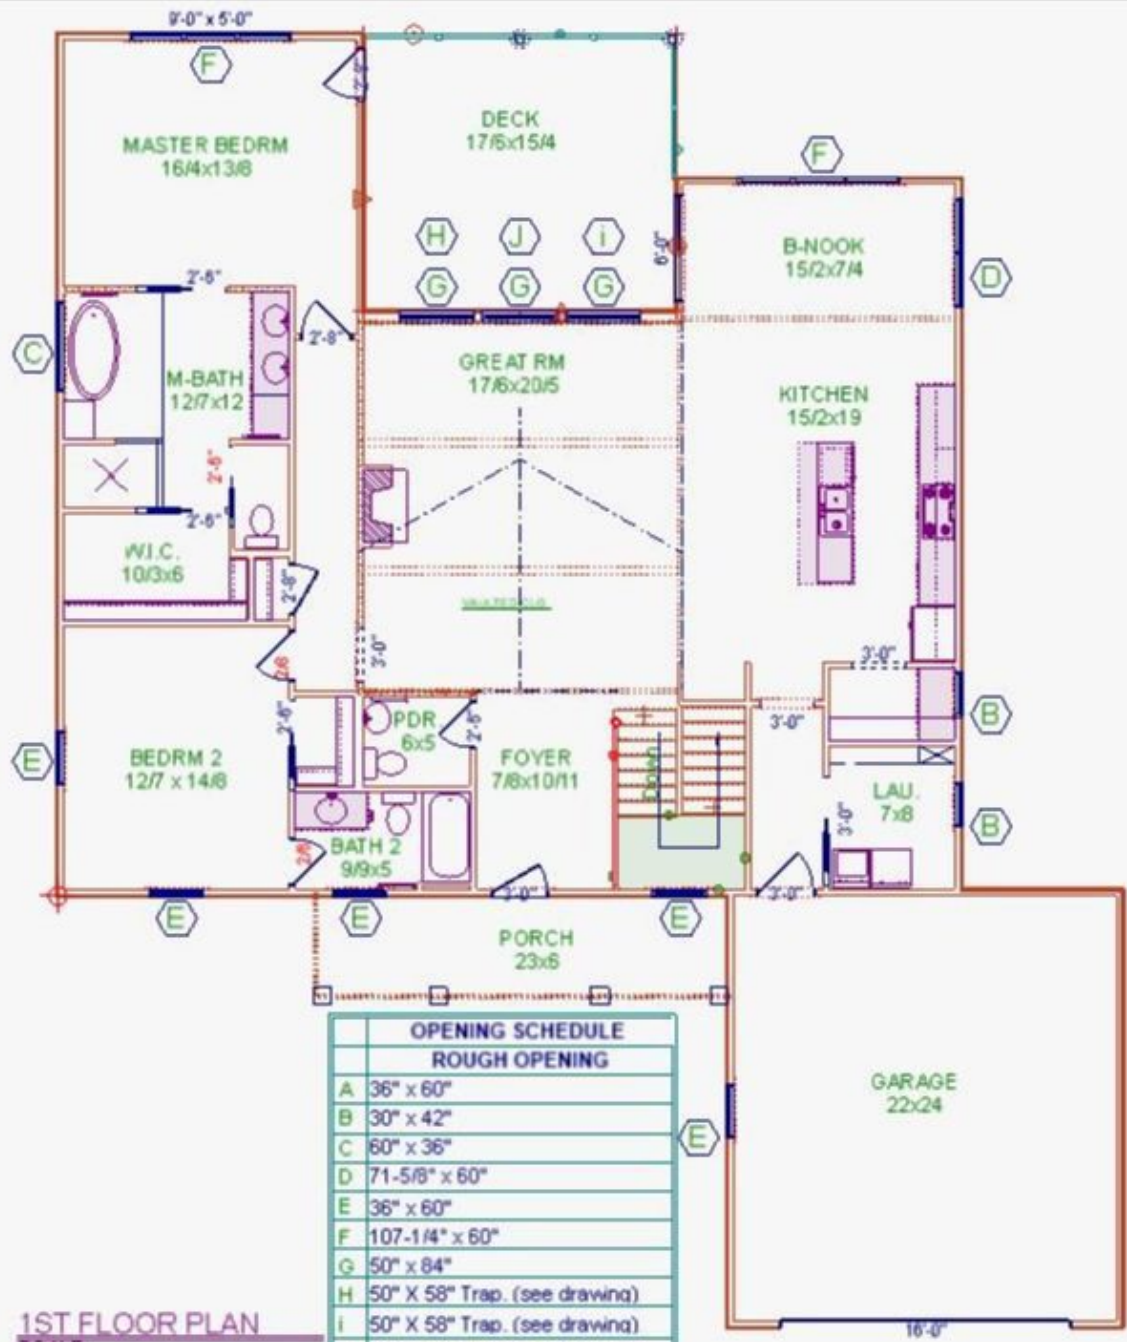 9'-0" x 5'-0"
F
2'-8"
MASTER BEDRM
16/4x13/8
DECK
17/6x15/4
F
H
J
i
G
G
G
6'-0"
B-NOOK
15/2x7/4
D
2'-6"
C
2'-8"
M-BATH
12/7x12
GREAT RM
17/6x20/5
KITCHEN
15/2x19
2'-6"
2'-6"
W.I.C.
10/3x6
2'-8"
2/6
3'-0"
3'-0"
B
2'-6"
PDR
6x5
2'-6"
3'-0"
E
BEDRM 2
12/7 x 14/8
FOYER
7/8x10/11
Down
LAU.
7x8
3'-0"
B
2/6
BATH 2
9/9x5
3'-0"
3'-0"
E
E
E
PORCH
23x6
OPENING SCHEDULE
ROUGH OPENING
A 36" x 60"
B 30" x 42"
C 60" x 36"
D 71-5/8" x 60"
E 36" x 60"
F 107-1/4" x 60"
G 50" x 84"
H 50" X 58" Trap. (see drawing)
i 50" X 58" Trap. (see drawing)
GARAGE
22x24
E
1ST FLOOR PLAN
16'-0"